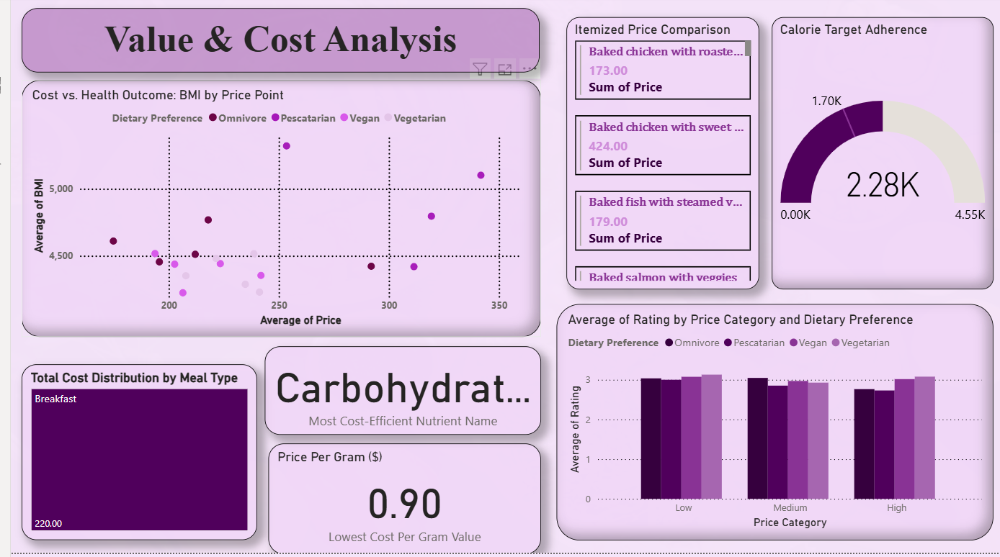 Value & Cost Analysis
Cost vs. Health Outcome: BMI by Price Point
Dietary Preference Omnivore Pescatarian Vegan Vegetarian
Average of BMI
5,000
4,500
200 250 300 350
Average of Price
Total Cost Distribution by Meal Type
Breakfast
220.00
Carbohydrat...
Most Cost-Efficient Nutrient Name
Price Per Gram ($)
0.90
Lowest Cost Per Gram Value
Itemized Price Comparison
Baked chicken with roaste...
173.00
Sum of Price
Baked chicken with sweet ...
424.00
Sum of Price
Baked fish with steamed v...
179.00
Sum of Price
Baked salmon with veggies
Calorie Target Adherence
1.70K
2.28K
0.00K 4.55K
Average of Rating by Price Category and Dietary Preference
Dietary Preference Omnivore Pescatarian Vegan Vegetarian
Average of Rating
3
2
1
0
Low Medium High
Price Category